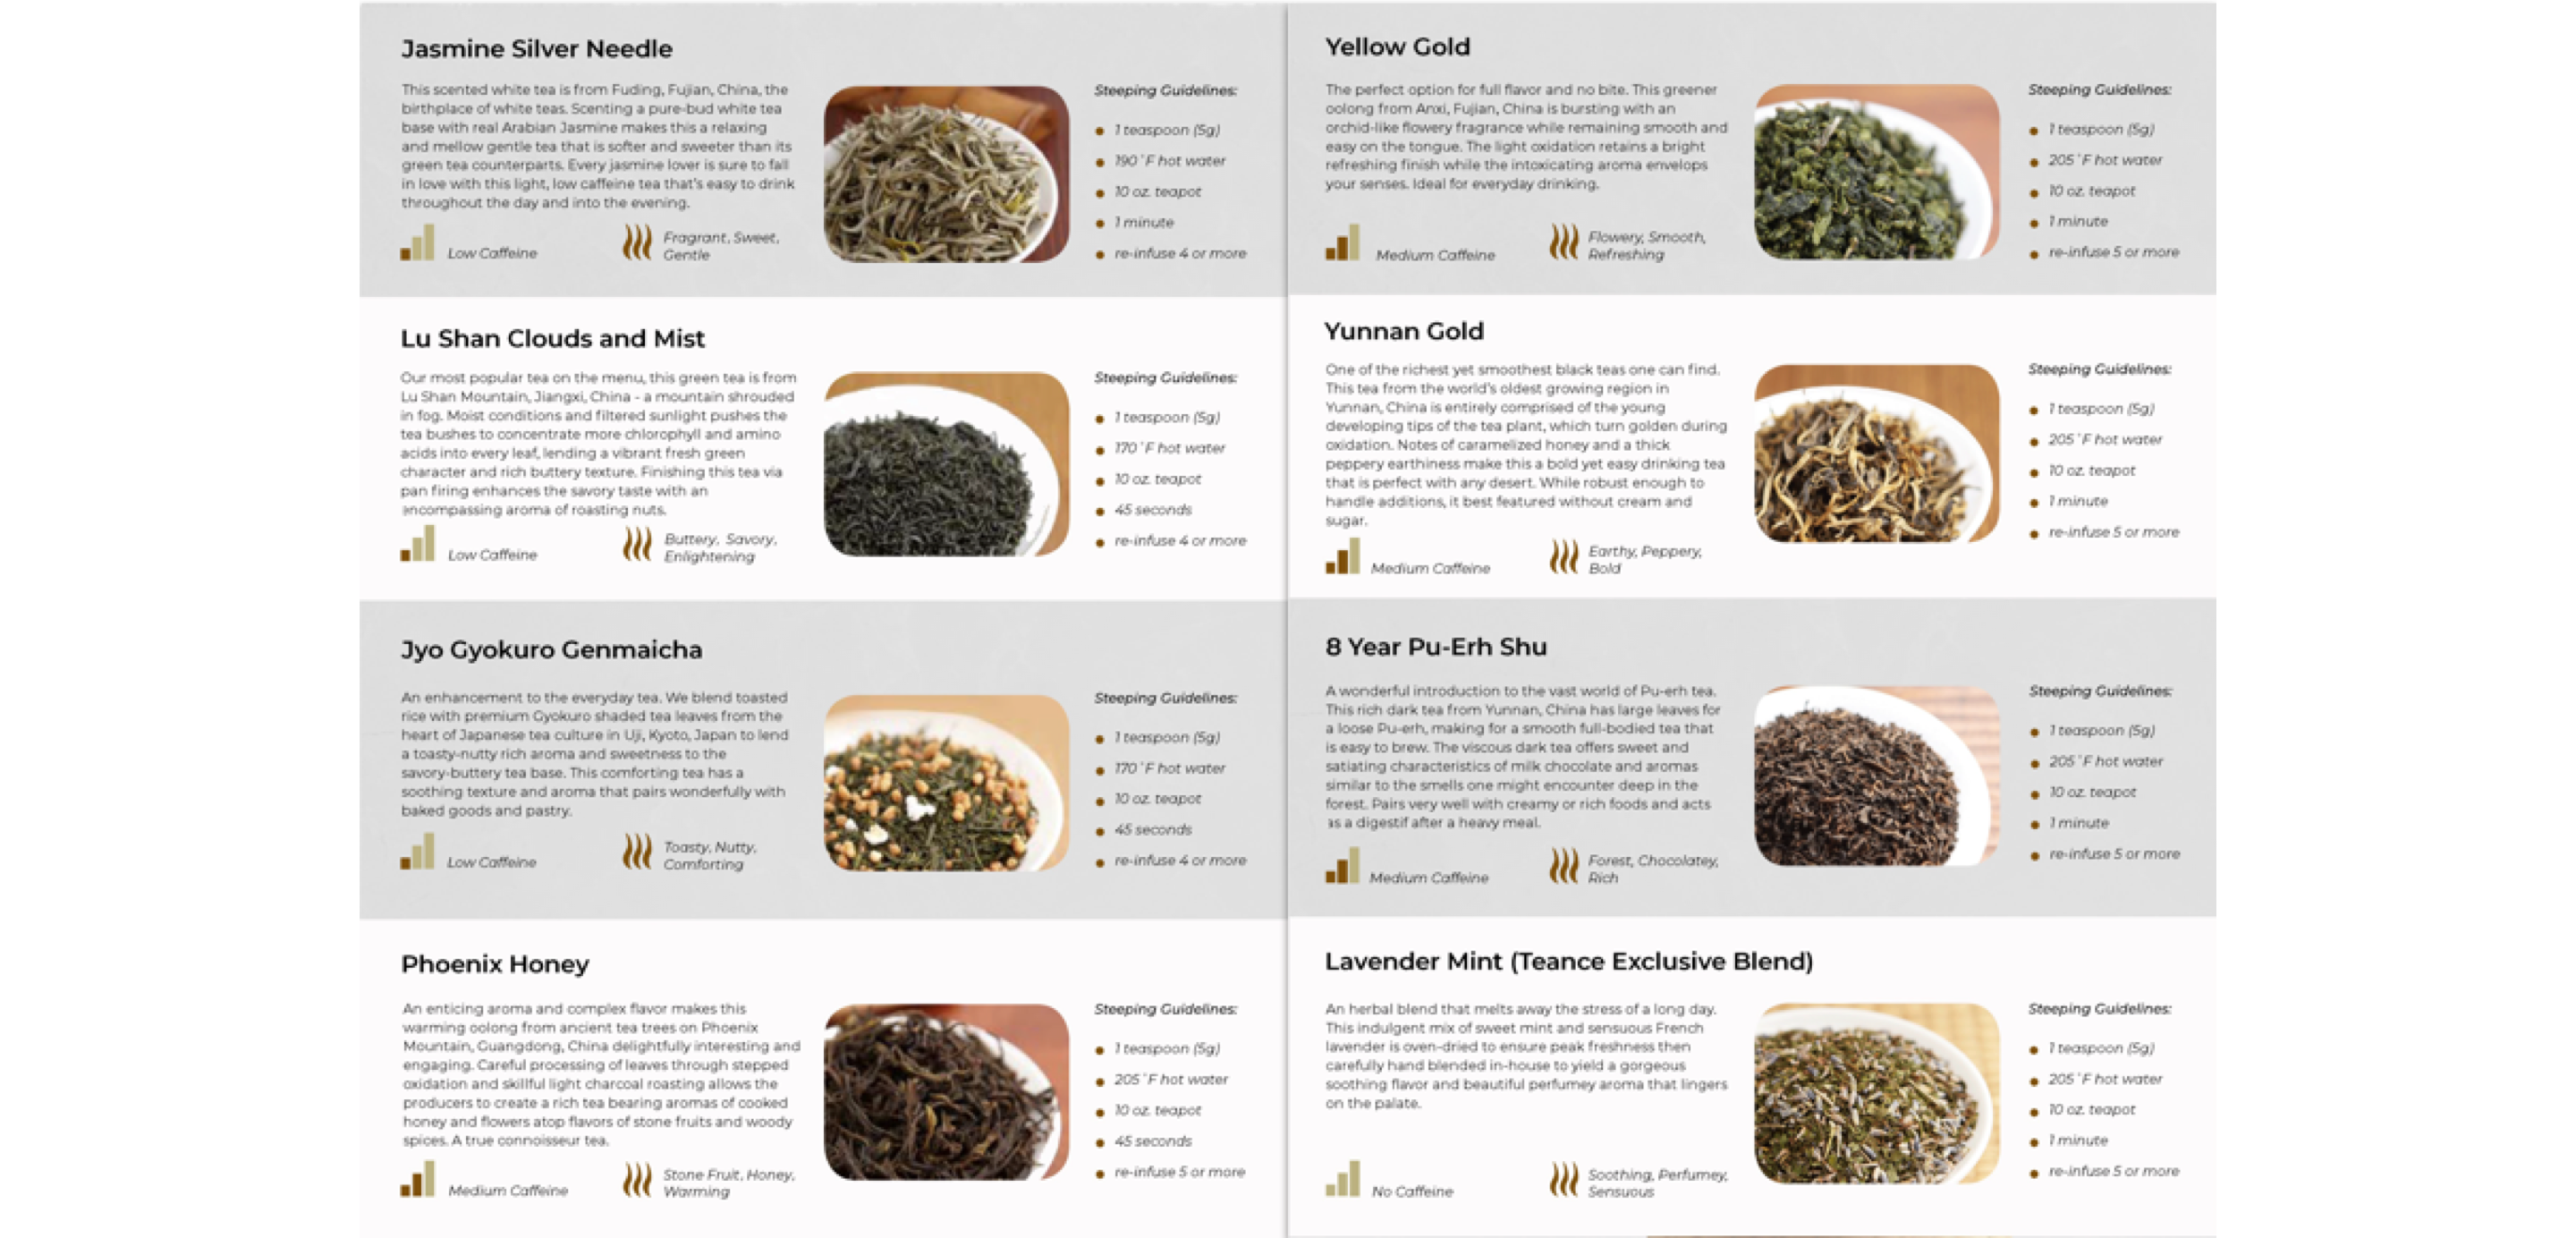 Jasmine Silver Needle
This scented white tea is from Fuding, Fujian, China, the
birthplace of white teas. Scenting a pure-bud white tea
base with real Arabian Jasmine makes this a relaxing
and mellow gentle tea that is softer and sweeter than its
green tea counterparts. Every jasmine lover is sure to fall
in love with this light, low caffeine tea that's easy to drink
throughout the day and into the evening.
Low Caffeine
Fragrant, Sweet,
Gentle
Steeping Guidelines:
1 teaspoon (5g)
190˚F hot water
10 oz. teapot
1 minute
re-infuse 4 or more
Lu Shan Clouds and Mist
Our most popular tea on the menu, this green tea is from
Lu Shan Mountain, Jiangxi, China - a mountain shrouded
in fog. Moist conditions and filtered sunlight pushes the
tea bushes to concentrate more chlorophyll and amino
acids into every leaf, lending a vibrant fresh green
character and rich buttery texture. Finishing this tea via
pan firing enhances the savory taste with an
encompassing aroma of roasting nuts.
Low Caffeine
Buttery, Savory,
Enlightening
Steeping Guidelines:
1 teaspoon (5g)
170˚F hot water
10 oz. teapot
45 seconds
re-infuse 4 or more
Jyo Gyokuro Genmaicha
An enhancement to the everyday tea. We blend toasted
rice with premium Gyokuro shaded tea leaves from the
heart of Japanese tea culture in Uji, Kyoto, Japan to lend
a toasty-nutty rich aroma and sweetness to the
savory-buttery tea base. This comforting tea has a
soothing texture and aroma that pairs wonderfully with
baked goods and pastry.
Low Caffeine
Toasty, Nutty,
Comforting
Steeping Guidelines:
1 teaspoon (5g)
170˚F hot water
10 oz. teapot
45 seconds
re-infuse 4 or more
Phoenix Honey
An enticing aroma and complex flavor makes this
warming oolong from ancient tea trees on Phoenix
Mountain, Guangdong, China delightfully interesting and
engaging. Careful processing of leaves through stepped
oxidation and skillful light charcoal roasting allows the
producers to create a rich tea bearing aromas of cooked
honey and flowers atop flavors of stone fruits and woody
spices. A true connoisseur tea.
Medium Caffeine
Stone Fruit, Honey,
Warming
Steeping Guidelines:
1 teaspoon (5g)
205˚F hot water
10 oz. teapot
45 seconds
re-infuse 5 or more
Yellow Gold
The perfect option for full flavor and no bite. This greener
oolong from Anxi, Fujian, China is bursting with an
orchid-like flowery fragrance while remaining smooth and
easy on the tongue. The light oxidation retains a bright
refreshing finish while the intoxicating aroma envelops
your senses. Ideal for everyday drinking.
Medium Caffeine
Flowery, Smooth,
Refreshing
Steeping Guidelines:
1 teaspoon (5g)
205˚F hot water
10 oz. teapot
1 minute
re-infuse 5 or more
Yunnan Gold
One of the richest yet smoothest black teas one can find.
This tea from the world's oldest growing region in
Yunnan, China is entirely comprised of the young
developing tips of the tea plant, which turn golden during
oxidation. Notes of caramelized honey and a thick
peppery earthiness make this a bold yet easy drinking tea
that is perfect with any desert. While robust enough to
handle additions, it best featured without cream and
sugar.
Medium Caffeine
Earthy, Peppery,
Bold
Steeping Guidelines:
1 teaspoon (5g)
205˚F hot water
10 oz. teapot
1 minute
re-infuse 5 or more
8 Year Pu-Erh Shu
A wonderful introduction to the vast world of Pu-erh tea.
This rich dark tea from Yunnan, China has large leaves for
a loose Pu-erh, making for a smooth full-bodied tea that
is easy to brew. The viscous dark tea offers sweet and
satiating characteristics of milk chocolate and aromas
similar to the smells one might encounter deep in the
forest. Pairs very well with creamy or rich foods and acts
as a digestif after a heavy meal.
Medium Caffeine
Forest, Chocolatey,
Rich
Steeping Guidelines:
1 teaspoon (5g)
205˚F hot water
10 oz. teapot
1 minute
re-infuse 5 or more
Lavender Mint (Teance Exclusive Blend)
An herbal blend that melts away the stress of a long day.
This indulgent mix of sweet mint and sensuous French
lavender is oven-dried to ensure peak freshness then
carefully hand blended in-house to yield a gorgeous
soothing flavor and beautiful perfumey aroma that lingers
on the palate.
No Caffeine
Soothing, Perfumey,
Sensuous
Steeping Guidelines:
1 teaspoon (5g)
205˚F hot water
10 oz. teapot
1 minute
re-infuse 5 or more